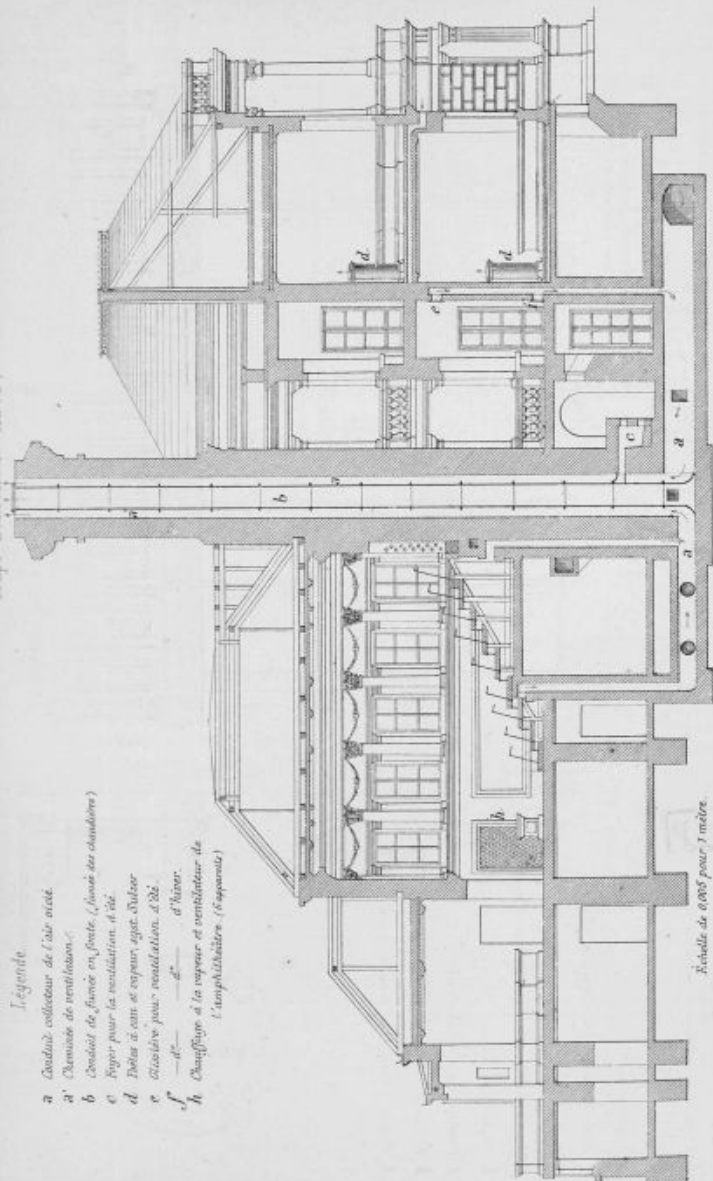 Légende
a Conduit collecteur de l'air vicié.
a' Cheminée de ventilation.
b Conduit de fumée en fonte. (fumée des chaudières)
c Foyer pour la ventilation d'été.
d Poêles à eau et vapeur, syst. Sulzer
e Glissière pour ventilation d'été.
f —d°— —d°— d'hiver.
h Chauffage à la vapeur et ventilateur de
l'amphithéâtre. (6 appareils)
a
b
a
c
a
a
d
d
e
h
Échelle de 0,005 pour 1 mètre.